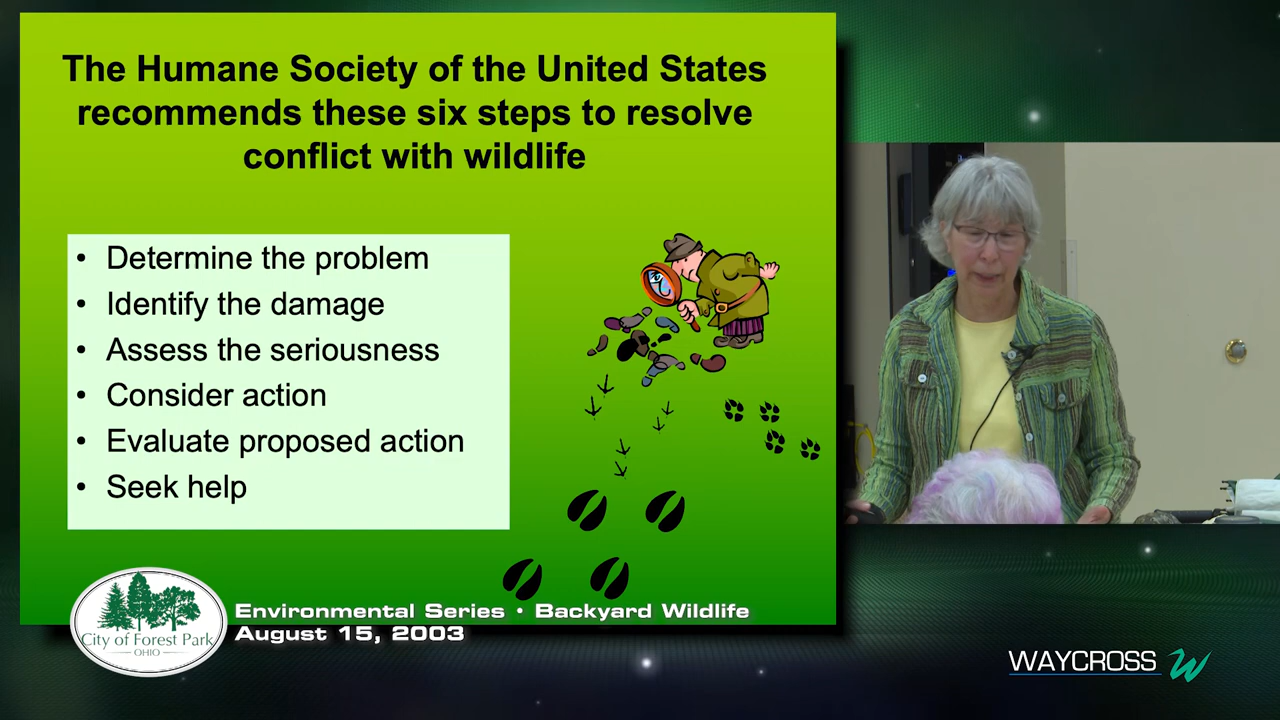 The Humane Society of the United States
recommends these six steps to resolve
conflict with wildlife
• Determine the problem
• Identify the damage
• Assess the seriousness
• Consider action
• Evaluate proposed action
• Seek help
City of Forest Park
OHIO
Environmental Series • Backyard Wildlife
August 15, 2003
WAYCROSS W